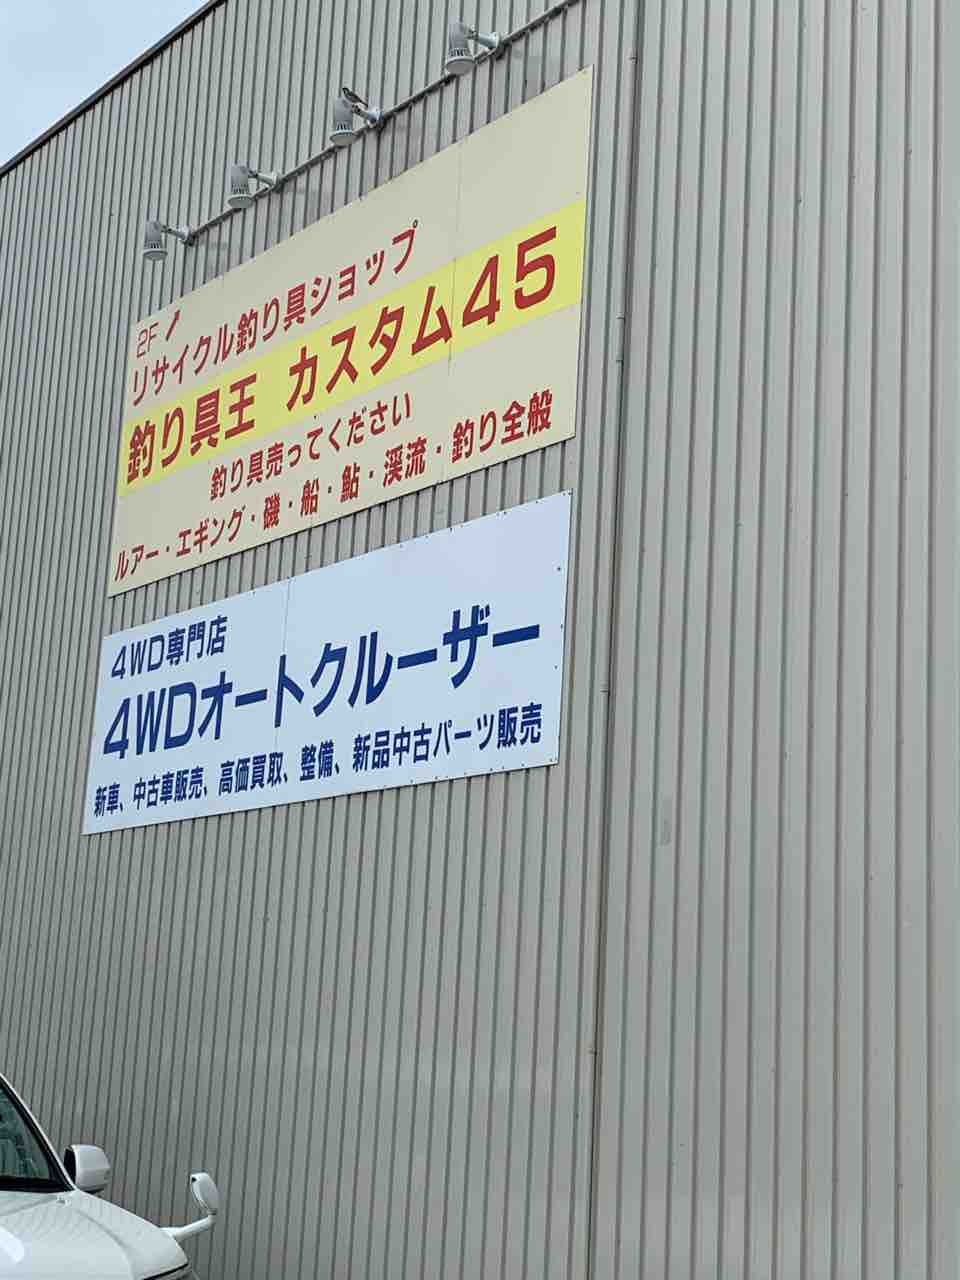 2F
リサイクル釣り具ショップ
釣り具王 カスタム45
釣り具売ってください
ルアー・エギング・磯・船・鮎・渓流・釣り全般
4WD専門店
4WDオートクルーザー
新車、中古車販売、高価買取、整備、新品中古パーツ販売